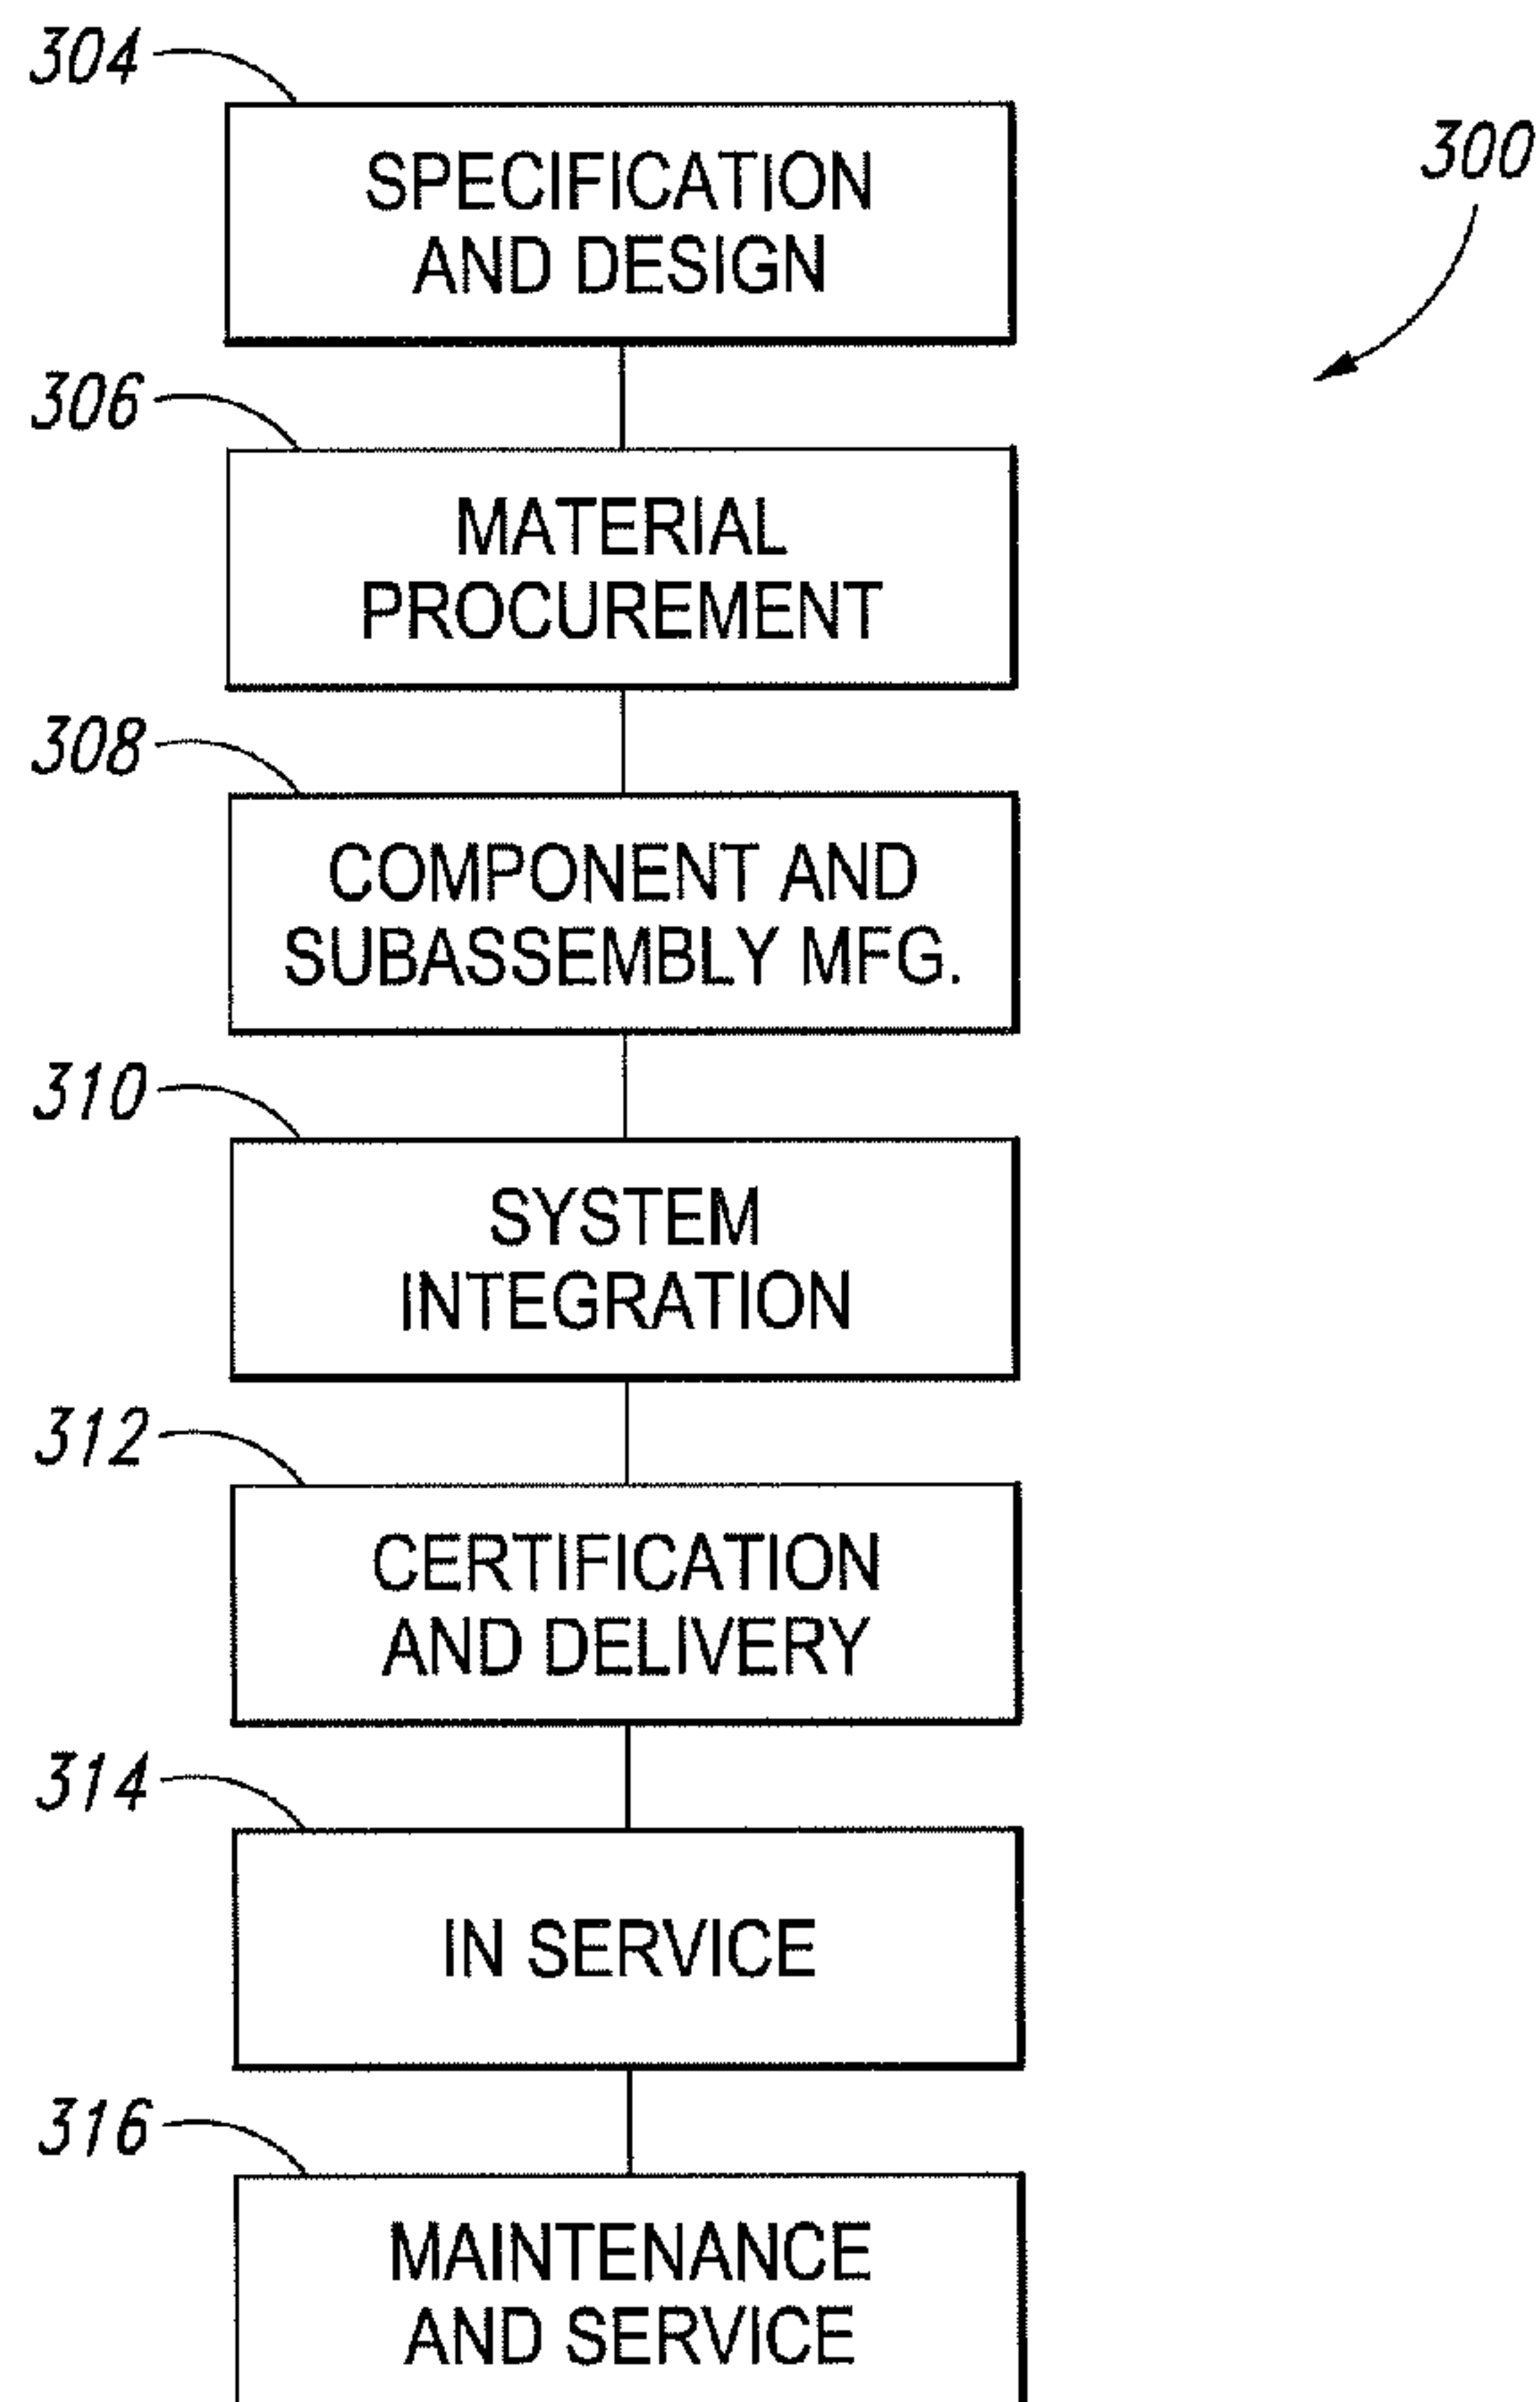 304
SPECIFICATION
AND DESIGN
300
306
MATERIAL
PROCUREMENT
308
COMPONENT AND
SUBASSEMBLY MFG.
310
SYSTEM
INTEGRATION
312
CERTIFICATION
AND DELIVERY
314
IN SERVICE
316
MAINTENANCE
AND SERVICE